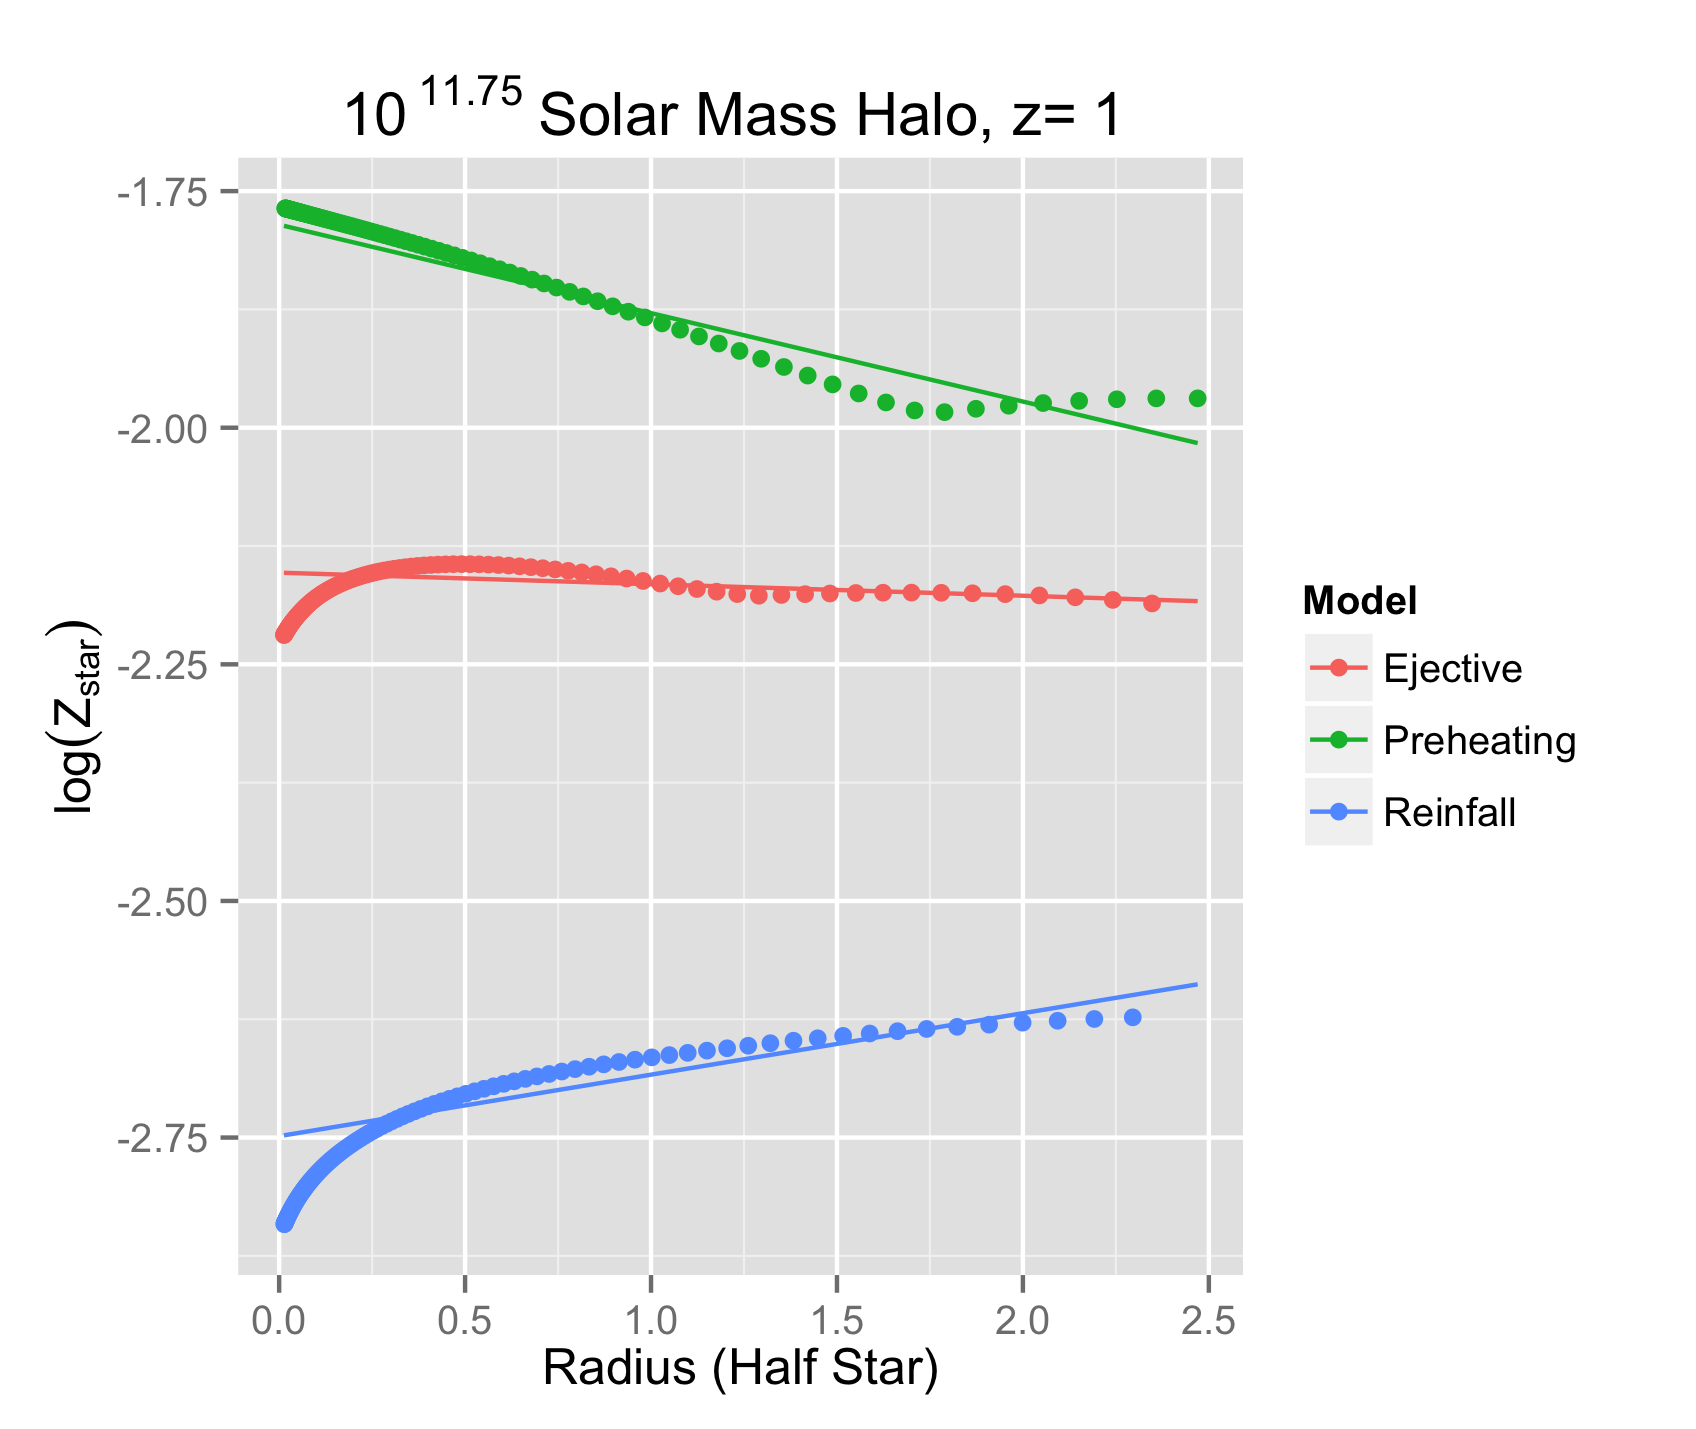 10 11.75 Solar Mass Halo, z= 1
-1.75
-2.00
-2.25
-2.50
-2.75
log(Zstar)
0.0 0.5 1.0 1.5 2.0 2.5
Radius (Half Star)
Model
Ejective
Preheating
Reinfall